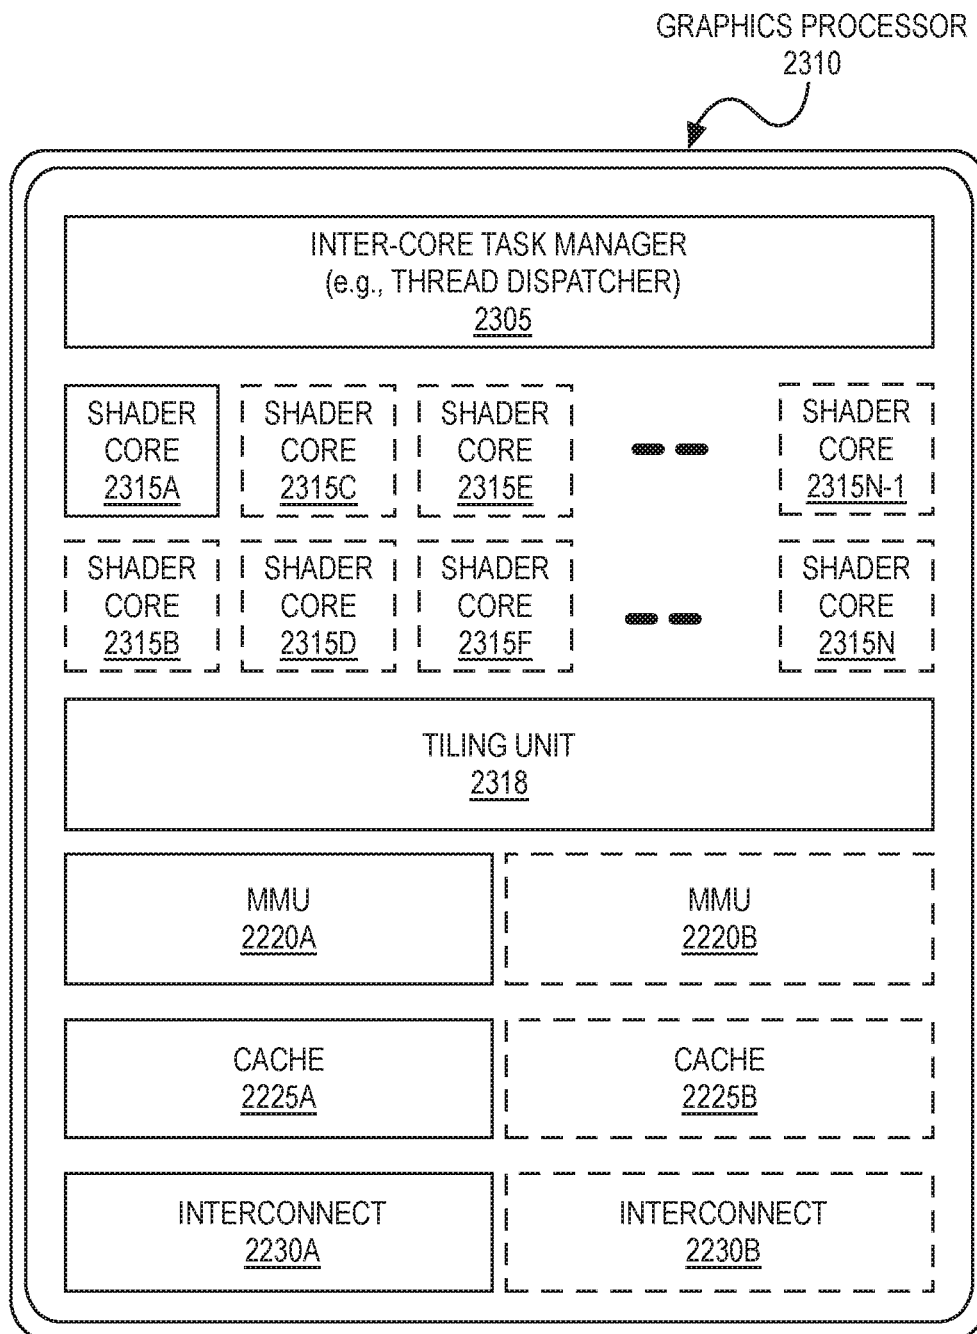 GRAPHICS PROCESSOR
2310
INTER-CORE TASK MANAGER
(e.g., THREAD DISPATCHER)
2305
SHADER
CORE
2315A
SHADER
CORE
2315C
SHADER
CORE
2315E
SHADER
CORE
2315N-1
SHADER
CORE
2315B
SHADER
CORE
2315D
SHADER
CORE
2315F
SHADER
CORE
2315N
TILING UNIT
2318
MMU
2220A
MMU
2220B
CACHE
2225A
CACHE
2225B
INTERCONNECT
2230A
INTERCONNECT
2230B